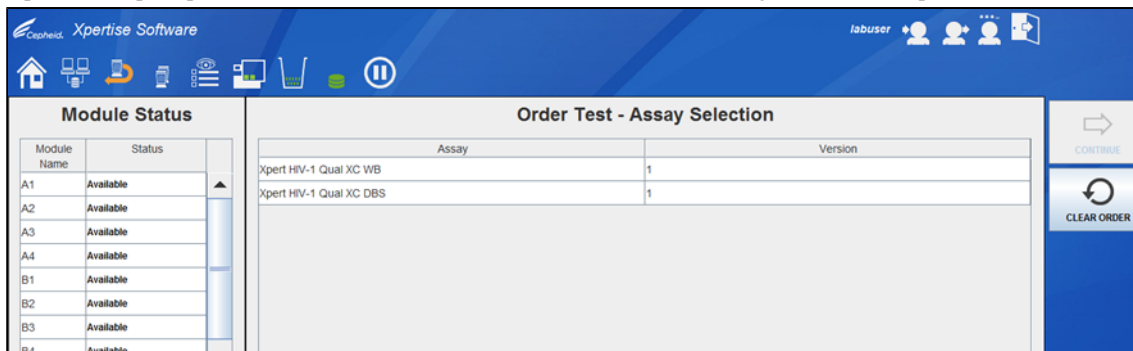 Cepheid. Xpertise Software
labuser
Module Status
Order Test - Assay Selection
Module Name Status
Assay Version
CONTINUE
Xpert HIV-1 Qual XC WB 1
Xpert HIV-1 Qual XC DBS 1
CLEAR ORDER
A1 Available
A2 Available
A3 Available
A4 Available
B1 Available
B2 Available
B3 Available
B4 Available